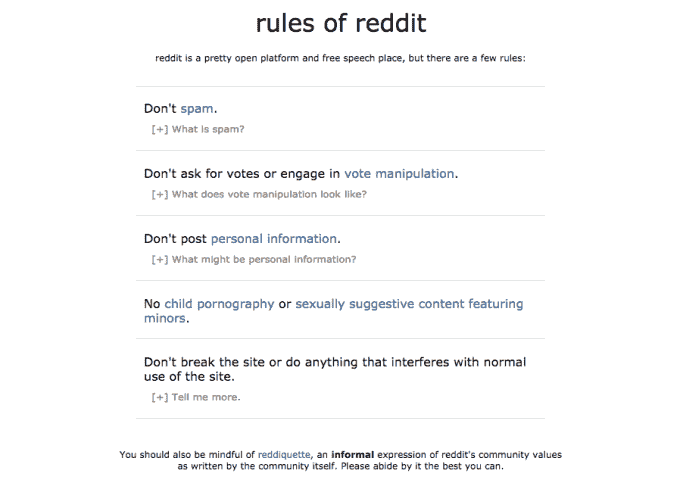 rules of reddit
reddit is a pretty open platform and free speech place, but there are a few rules:
Don't spam.
[+] What is spam?
Don't ask for votes or engage in vote manipulation.
[+] What does vote manipulation look like?
Don't post personal information.
[+] What might be personal information?
No child pornography or sexually suggestive content featuring
minors.
Don't break the site or do anything that interferes with normal
use of the site.
[+] Tell me more.
You should also be mindful of reddiquette, an informal expression of reddit's community values
as written by the community itself. Please abide by it the best you can.